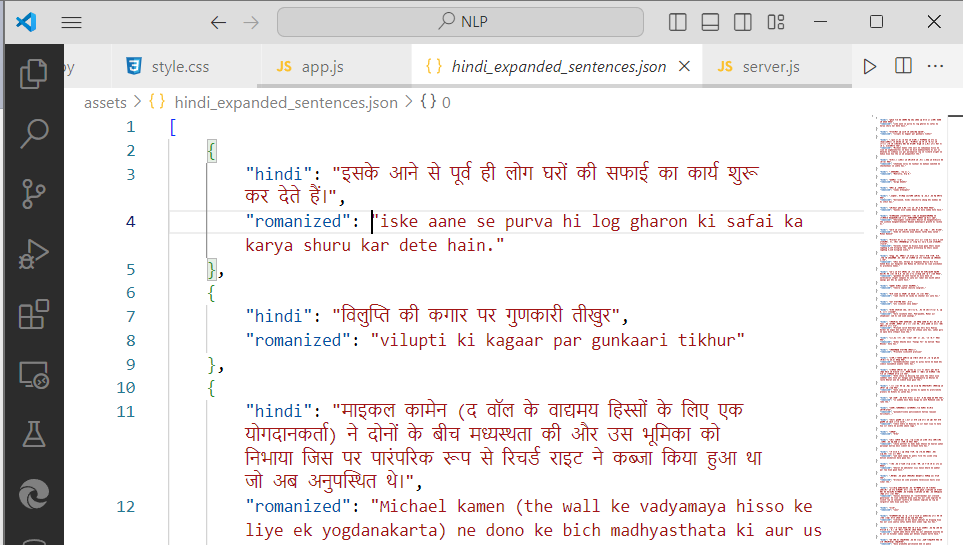 NLP
py
style.css
JS app.js
{ } hindi_expanded_sentences.json
JS server.js
assets > { } hindi_expanded_sentences.json > { } 0
1 [
2 {
3 "hindi": "इसके आने से पूर्व ही लोग घरों की सफाई का कार्य शुरू
कर देते हैं।",
4 "romanized": "iske aane se purva hi log gharon ki safai ka
karya shuru kar dete hain."
5 },
6 {
7 "hindi": "विलुप्ति की कगार पर गुणकारी तीखुर",
8 "romanized": "vilupti ki kagaar par gunkaari tikhur"
9 },
10 {
11 "hindi": "माइकल कामेन (द वॉल के वाद्यमय हिस्सों के लिए एक
योगदानकर्ता) ने दोनों के बीच मध्यस्थता की और उस भूमिका को
निभाया जिस पर पारंपरिक रूप से रिचर्ड राइट ने कब्जा किया हुआ था
जो अब अनुपस्थित थे।",
12 "romanized": "Michael kamen (the wall ke vadyamaya hisso ke
liye ek yogdanakarta) ne dono ke bich madhyasthata ki aur us